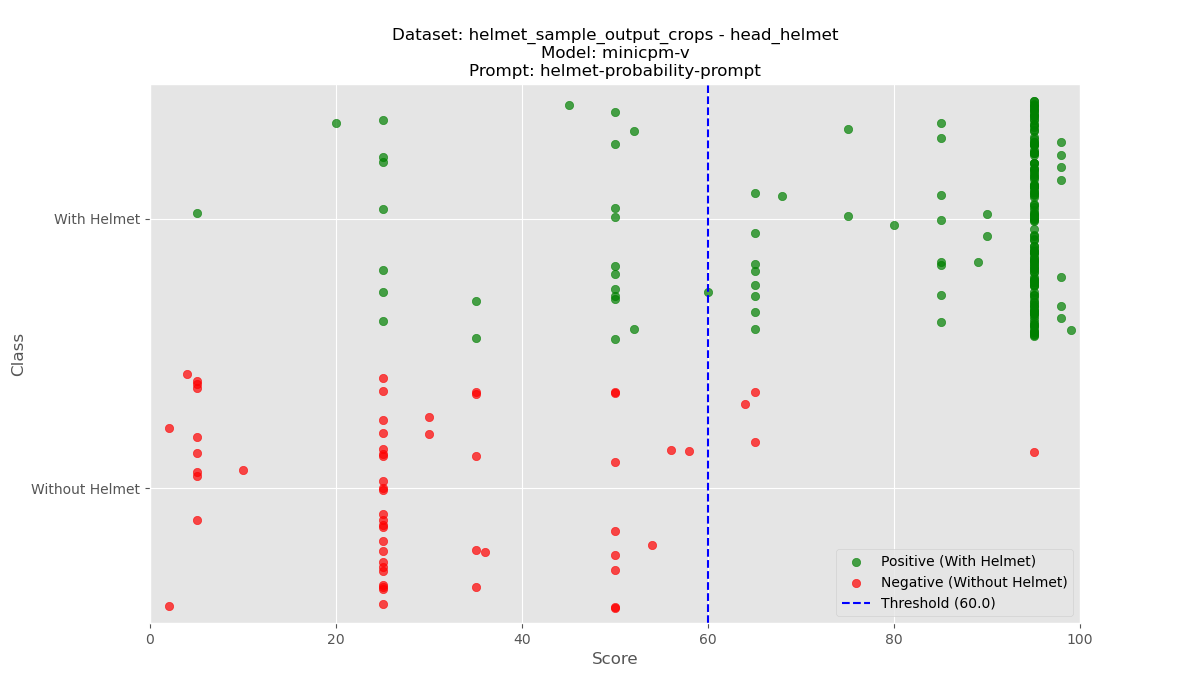 Dataset: helmet_sample_output_crops - head_helmet
Model: minicpm-v
Prompt: helmet-probability-prompt
With Helmet
Without Helmet
Class
Positive (With Helmet)
Negative (Without Helmet)
Threshold (60.0)
0 20 40 60 80 100
Score